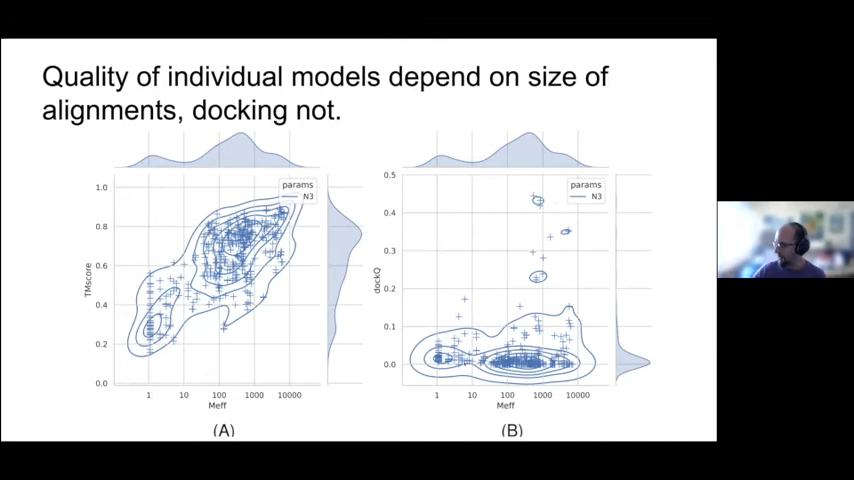 Quality of individual models depend on size of
alignments, docking not.
params
N3
1.0
0.8
0.6
0.4
0.2
0.0
TMscore
1
10
100
1000
10000
Meff
(A)
params
N3
0.5
0.4
0.3
0.2
0.1
0.0
dockQ
1
10
100
1000
10000
Meff
(B)